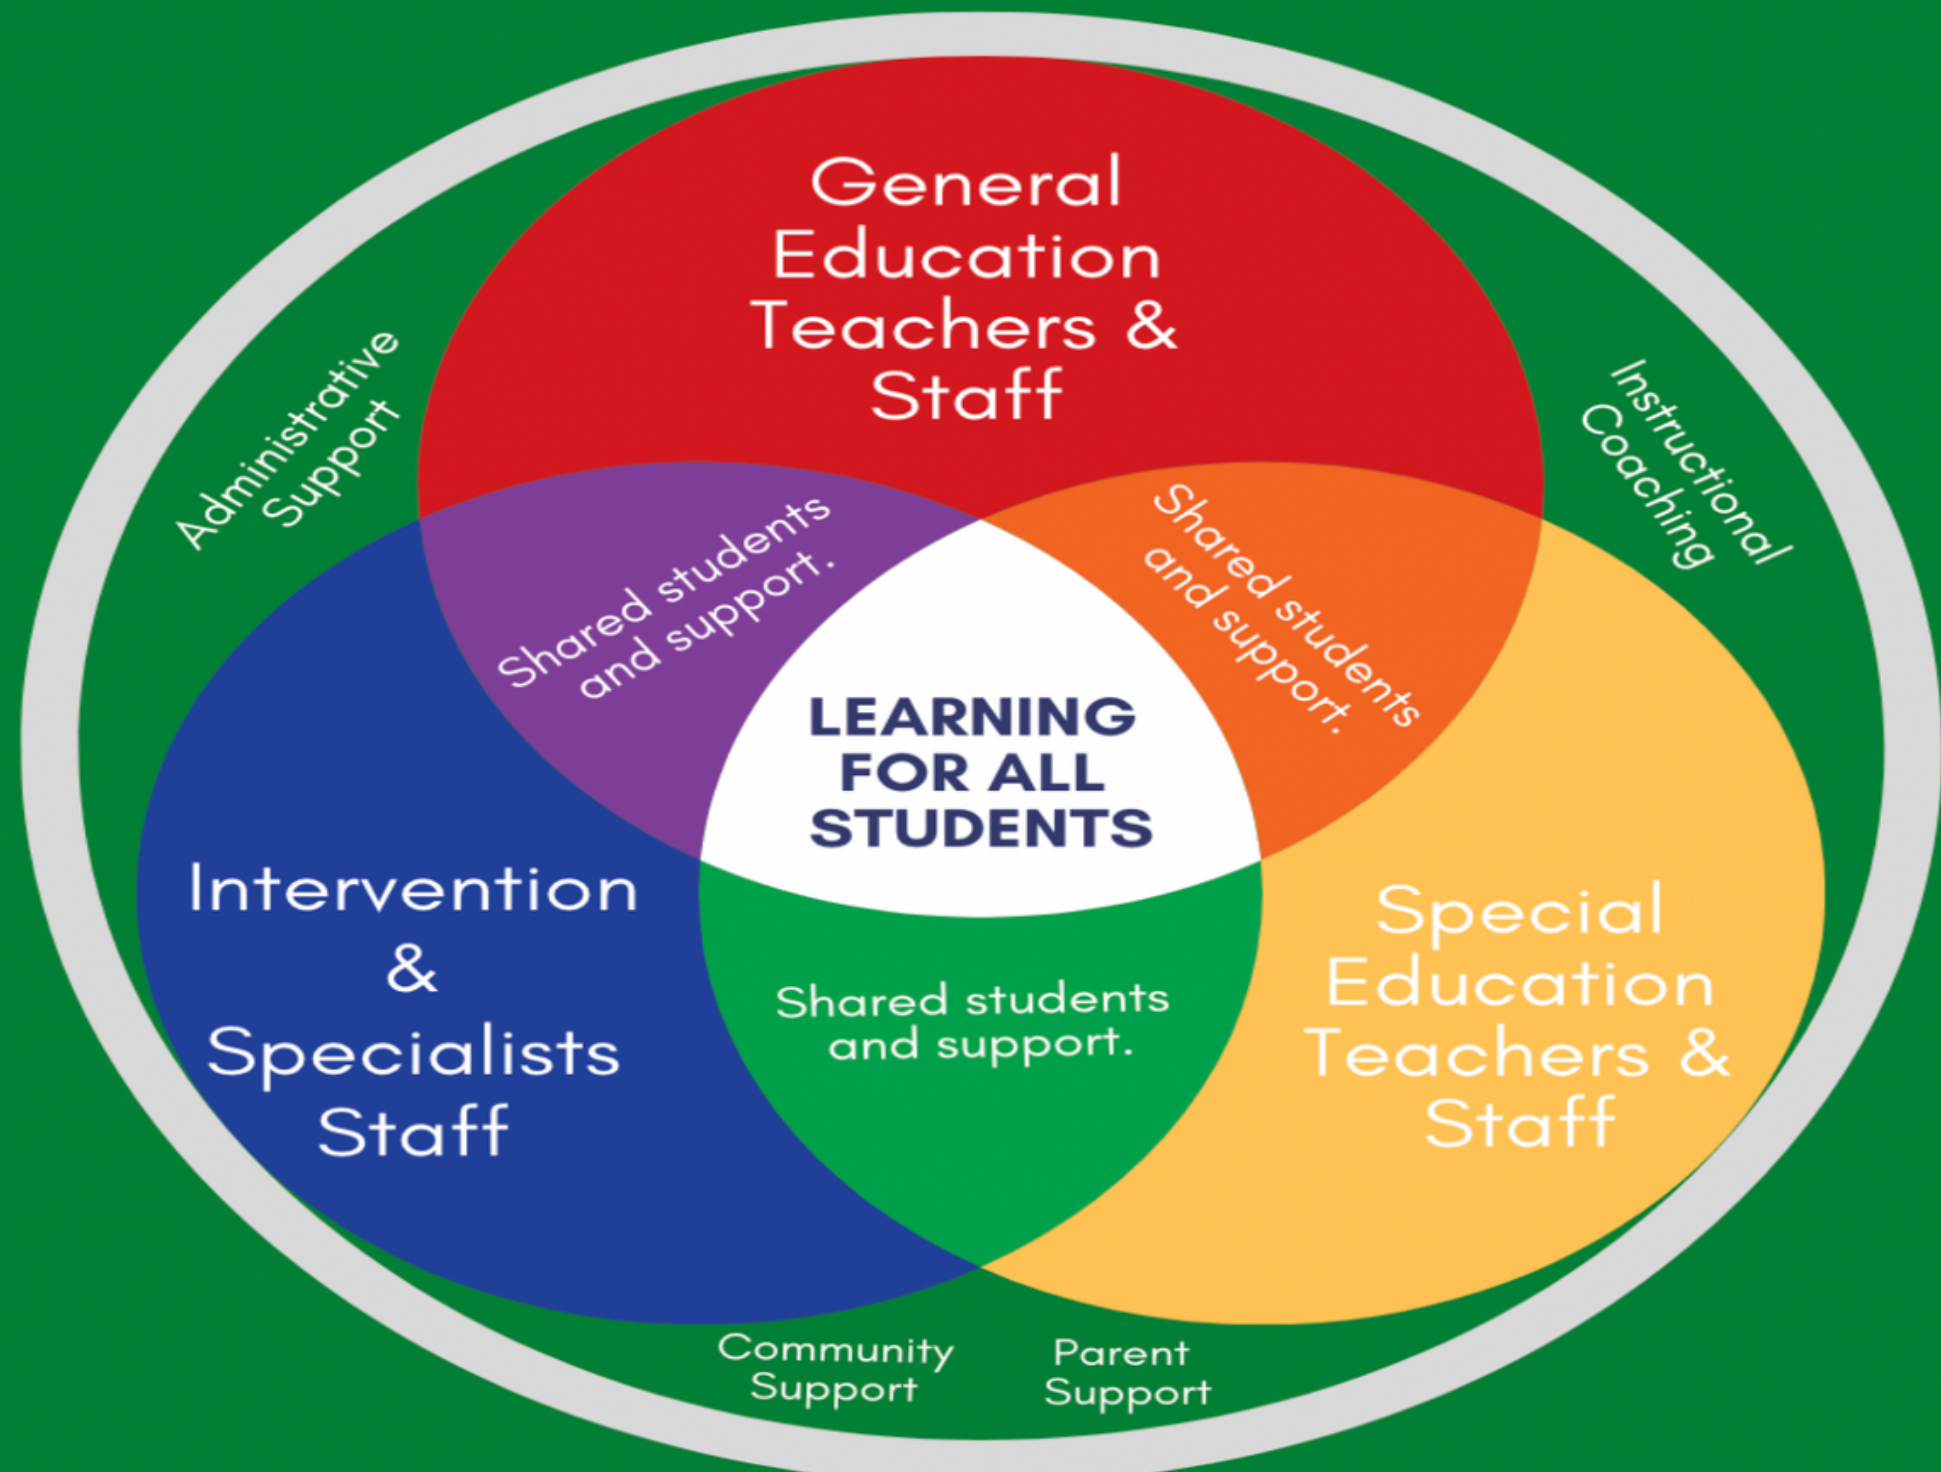 General
Education
Teachers &
Staff
Administrative
Support
Instructional
Coaching
Shared students
and support.
Shared students
and support.
LEARNING
FOR ALL
STUDENTS
Intervention
&
Specialists
Staff
Special
Education
Teachers &
Staff
Shared students
and support.
Community
Support
Parent
Support